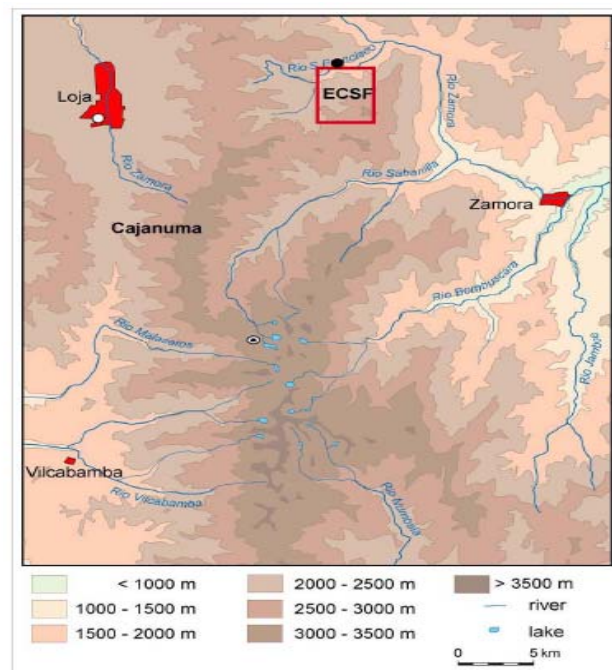 Rio S. Francisco
Loja
ECSF
Rio Zamora
Rio Zamora
Rio Sabanilla
Zamora
Cajanuma
Rio Bombuscara
Rio Malacatos
Rio Jamboe
Vilcabamba
Rio Vilcabamba
Rio Numbala
< 1000 m
2000 - 2500 m
> 3500 m
1000 - 1500 m
2500 - 3000 m
river
1500 - 2000 m
3000 - 3500 m
lake
0 5 km